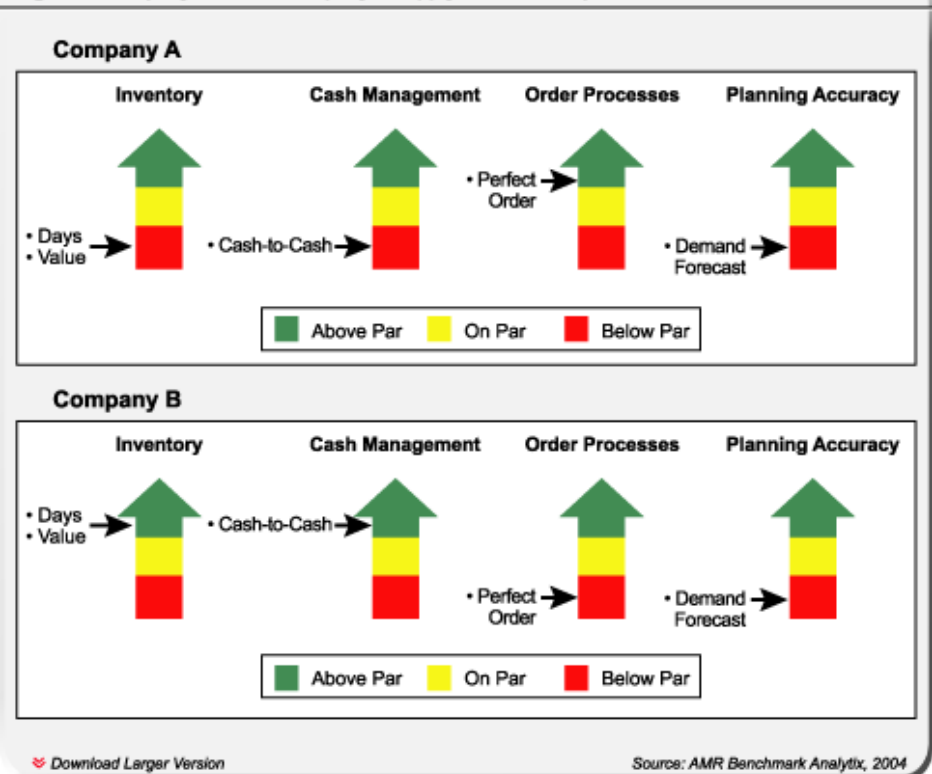 Company A
Inventory
Cash Management
Order Processes
Planning Accuracy
• Days
• Value
• Cash-to-Cash
• Perfect
Order
• Demand
Forecast
Above Par
On Par
Below Par
Company B
Inventory
Cash Management
Order Processes
Planning Accuracy
• Days
• Value
• Cash-to-Cash
• Perfect
Order
• Demand
Forecast
Above Par
On Par
Below Par
Download Larger Version
Source: AMR Benchmark Analytix, 2004